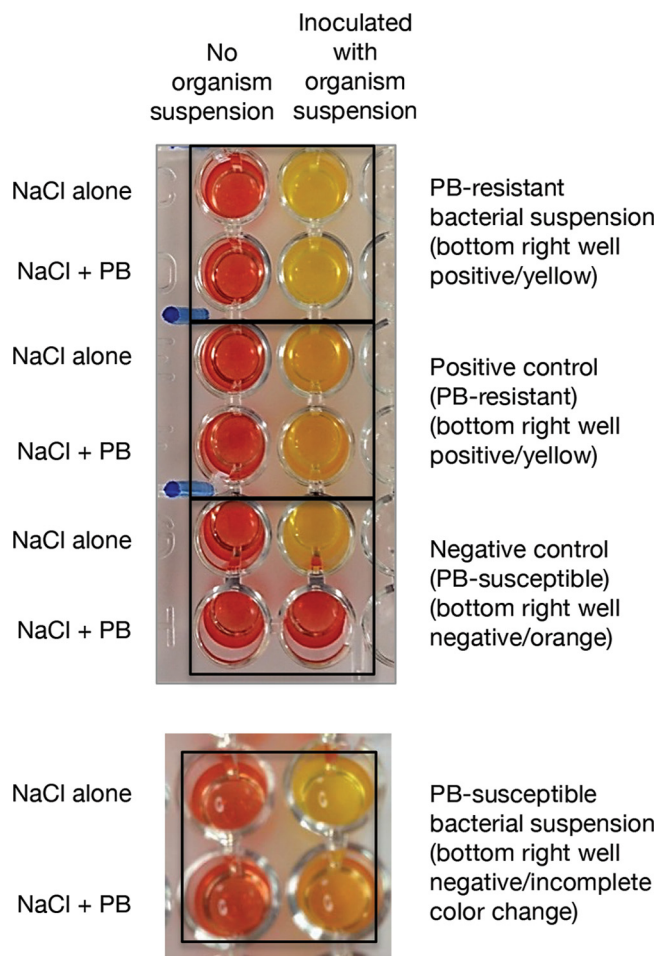 No
organism
suspension
Inoculated
with
organism
suspension
NaCl alone
NaCl + PB
PB-resistant
bacterial suspension
(bottom right well
positive/yellow)
NaCl alone
NaCl + PB
Positive control
(PB-resistant)
(bottom right well
positive/yellow)
NaCl alone
NaCl + PB
Negative control
(PB-susceptible)
(bottom right well
negative/orange)
NaCl alone
NaCl + PB
PB-susceptible
bacterial suspension
(bottom right well
negative/incomplete
color change)